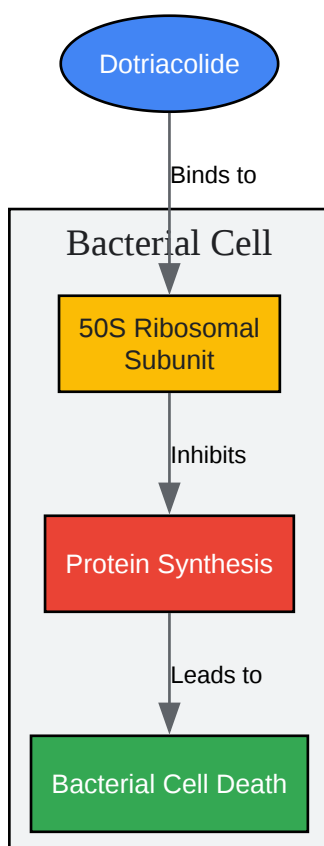 Dotriacolide
Binds to
Bacterial Cell
50S Ribosomal
Subunit
Inhibits
Protein Synthesis
Leads to
Bacterial Cell Death